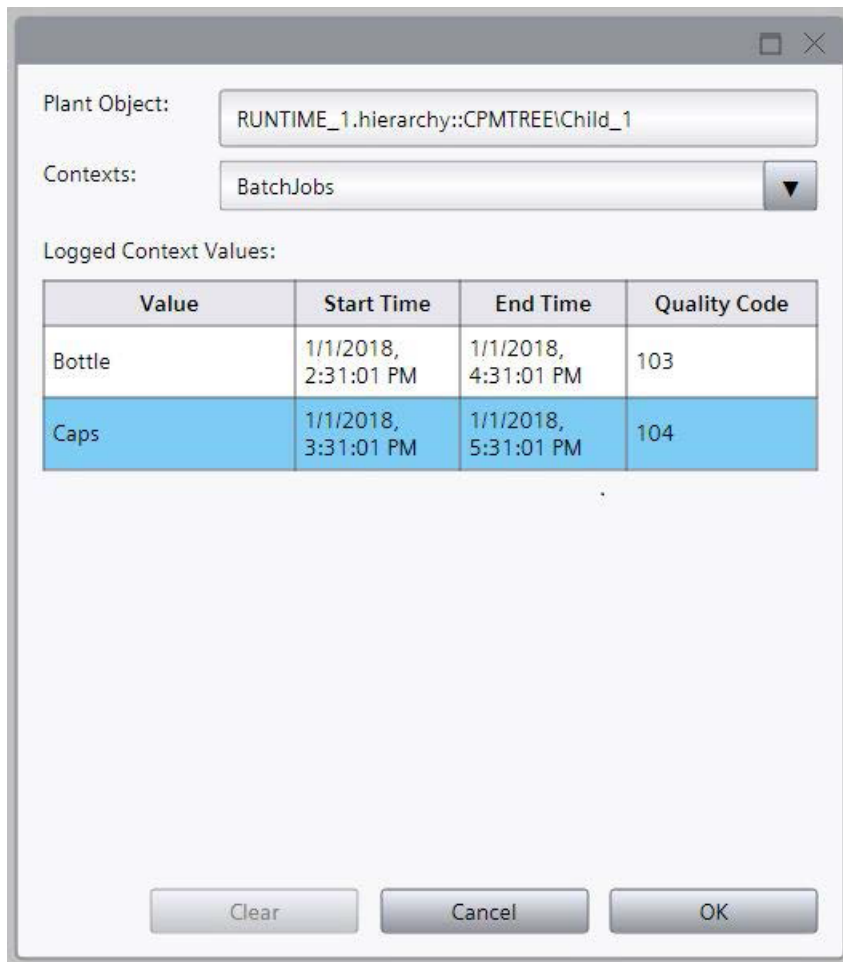 Plant Object: RUNTIME_1.hierarchy::CPMTREE\Child_1
Contexts: BatchJobs
Logged Context Values:
Value Start Time End Time Quality Code
Bottle 1/1/2018, 2:31:01 PM 1/1/2018, 4:31:01 PM 103
Caps 1/1/2018, 3:31:01 PM 1/1/2018, 5:31:01 PM 104
Clear Cancel OK